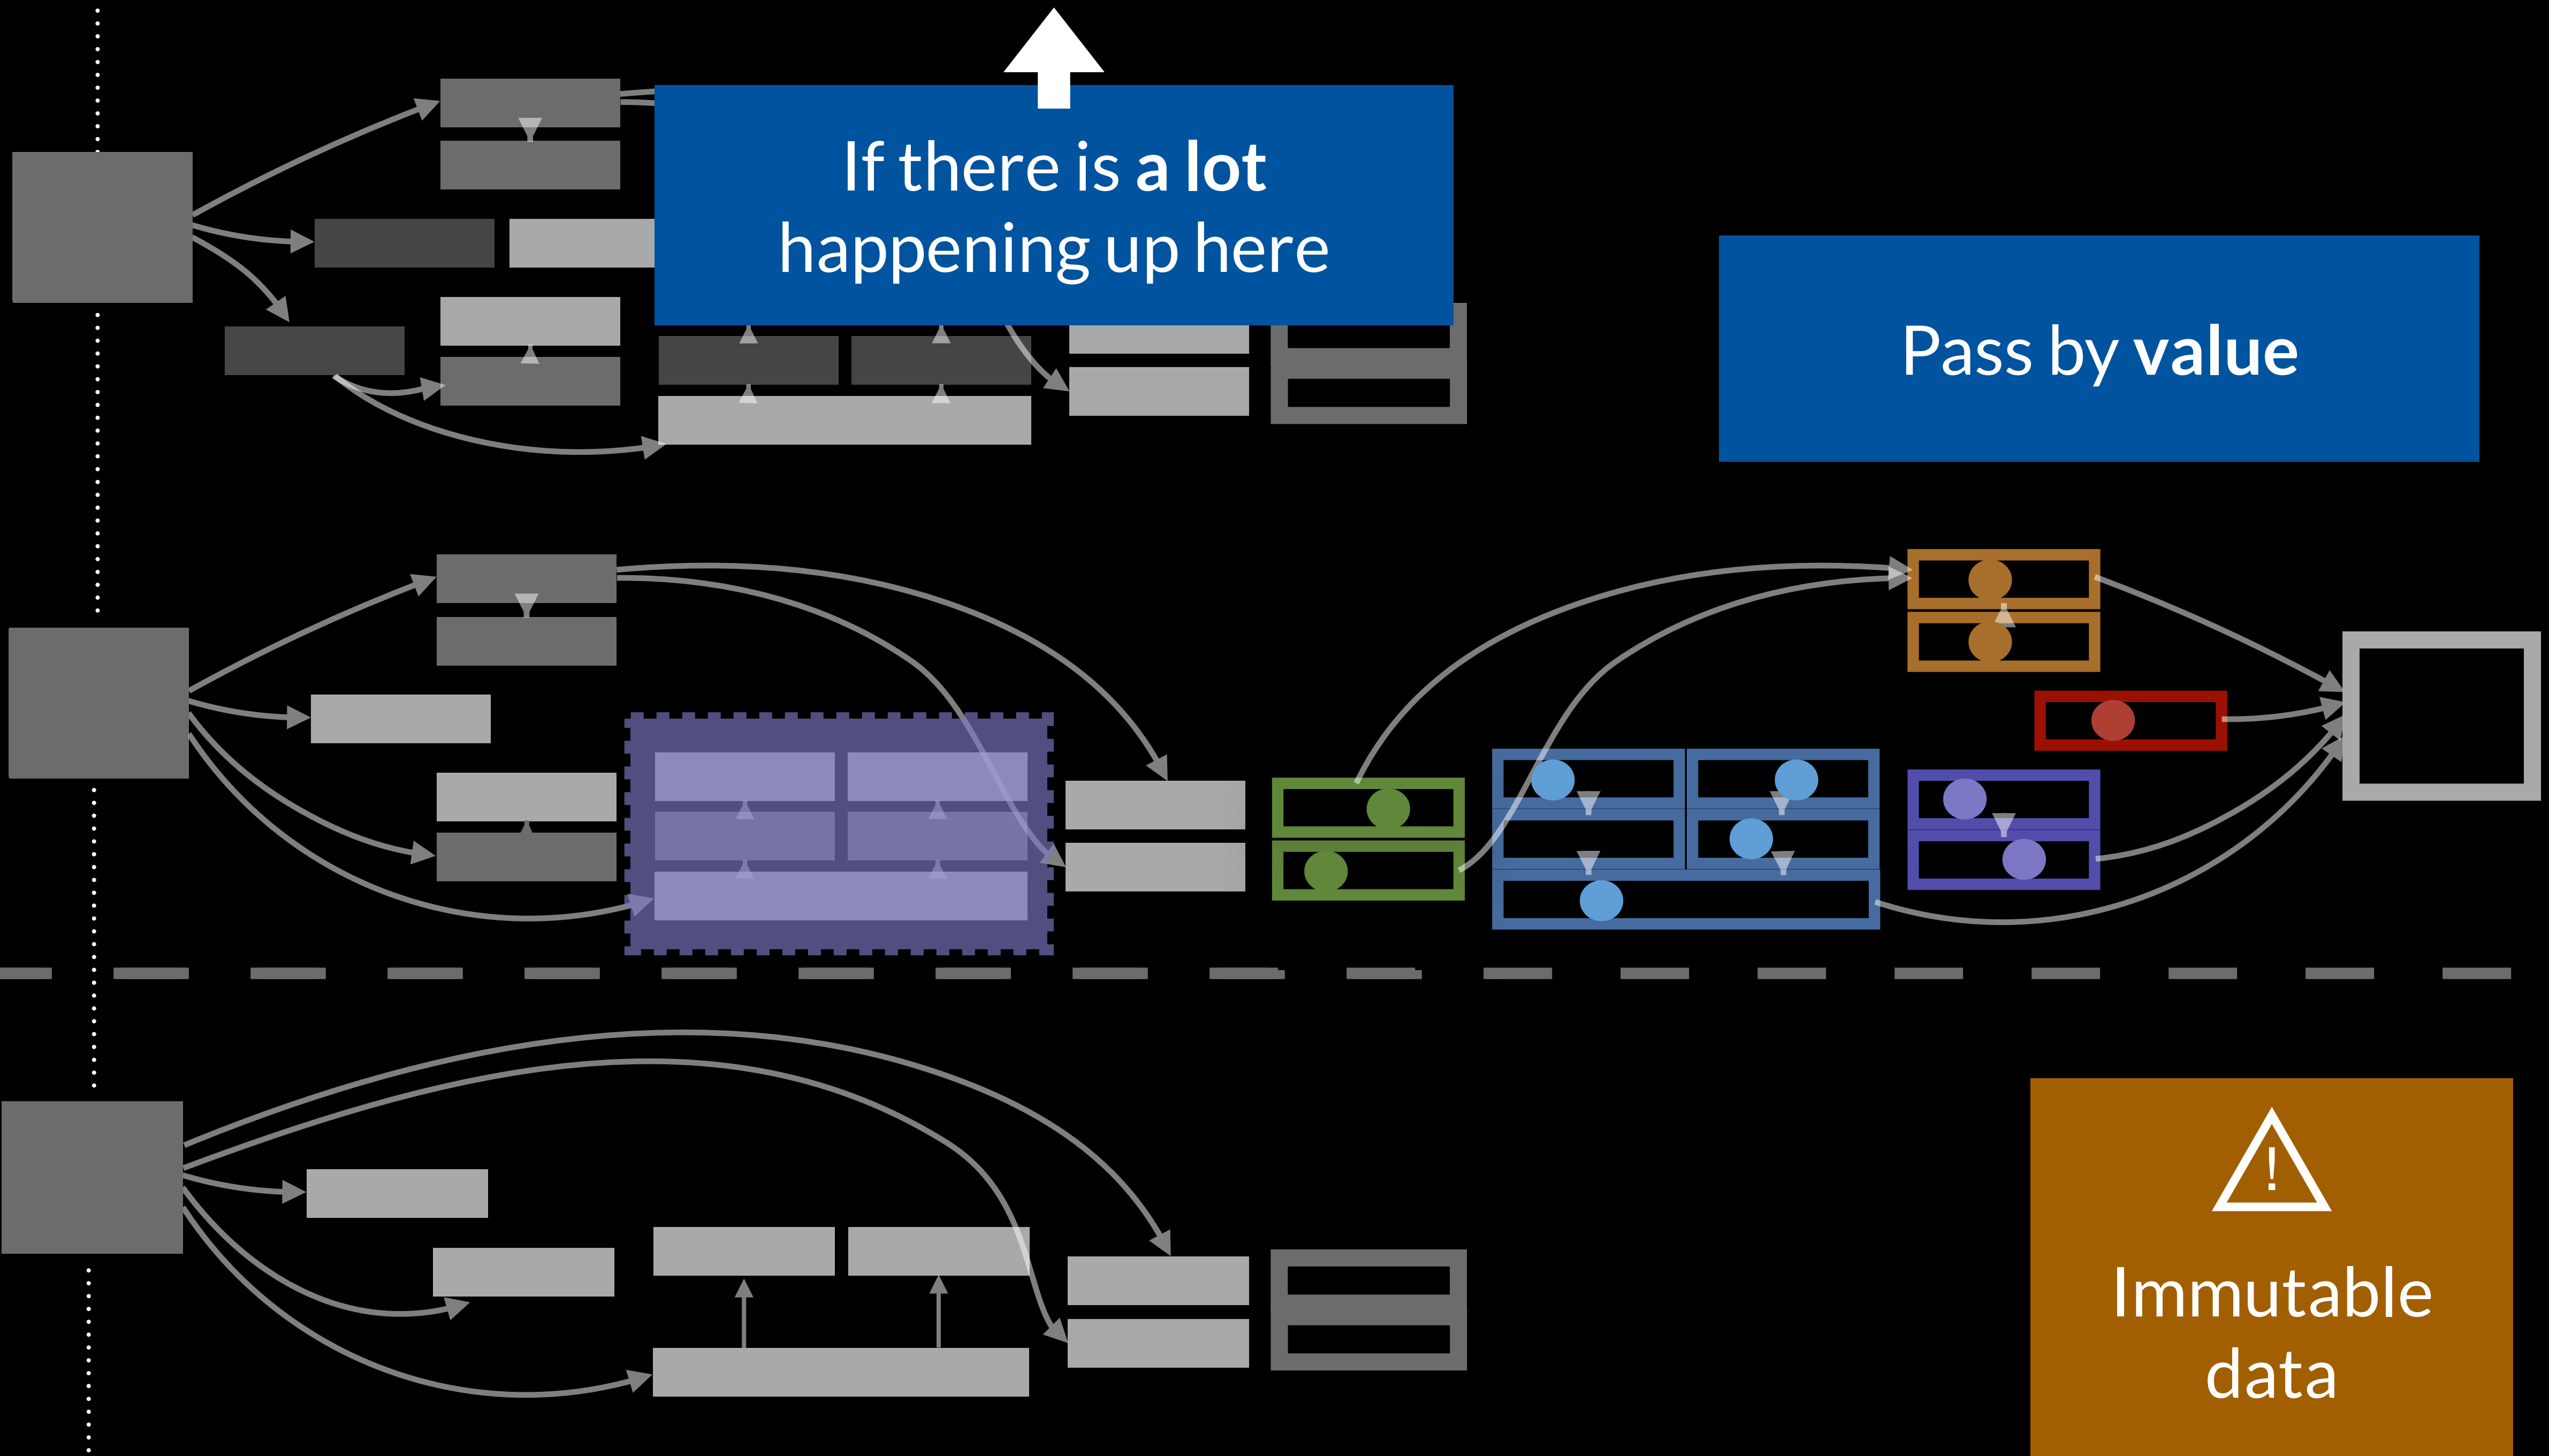 If there is a lot
happening up here
Pass by value
!
Immutable
data